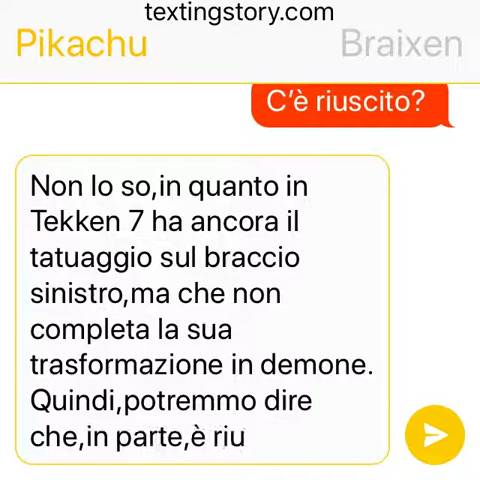 textingstory.com
Pikachu
Braixen
C’è riuscito?
Non lo so,in quanto in
Tekken 7 ha ancora il
tatuaggio sul braccio
sinistro,ma che non
completa la sua
trasformazione in demone.
Quindi,potremmo dire
che,in parte,è riu